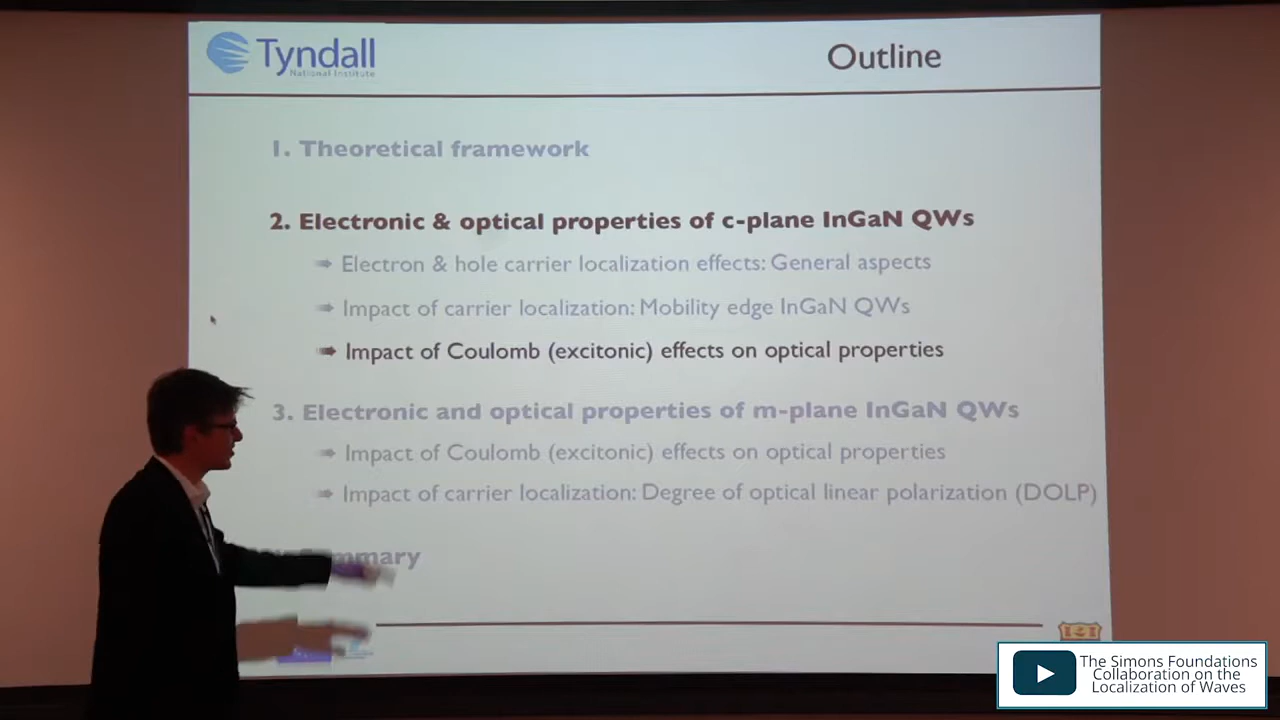 Tyndall
National Institute
Outline
1. Theoretical framework
2. Electronic & optical properties of c-plane InGaN QWs
Electron & hole carrier localization effects: General aspects
Impact of carrier localization: Mobility edge InGaN QWs
Impact of Coulomb (excitonic) effects on optical properties
3. Electronic and optical properties of m-plane InGaN QWs
Impact of Coulomb (excitonic) effects on optical properties
Impact of carrier localization: Degree of optical linear polarization (DOLP)
Summary
The Simons Foundations
Collaboration on the
Localization of Waves